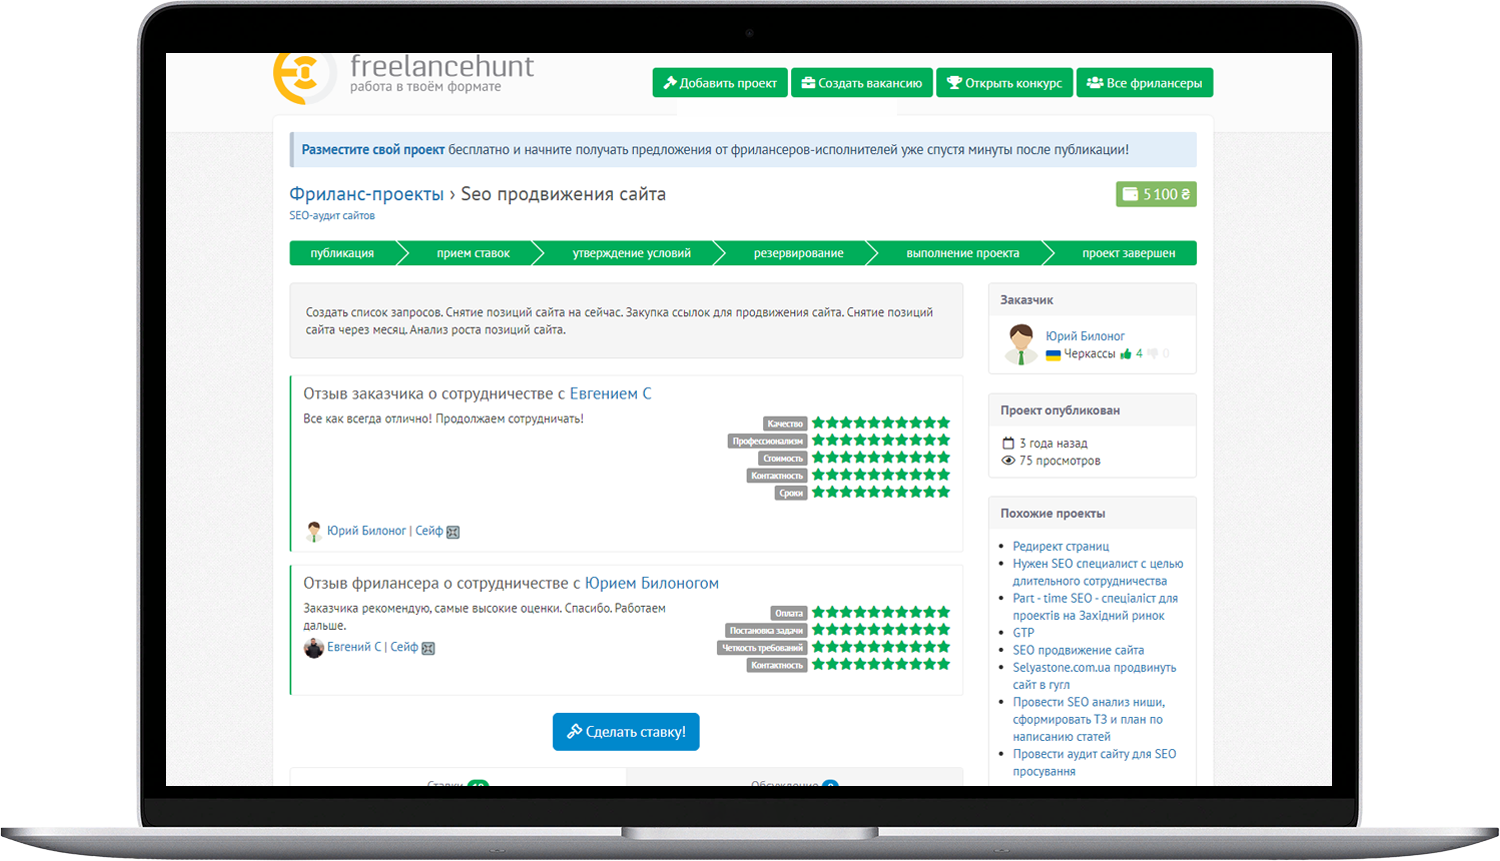 freelancehunt
работа в твоём формате
Добавить проект
Создать вакансию
Открыть конкурс
Все фрилансеры
Разместите свой проект бесплатно и начните получать предложения от фрилансеров-исполнителей уже спустя минуты после публикации!
Фриланс-проекты › Seo продвижения сайта
5 100 ₴
SEO-аудит сайтов
публикация
прием ставок
утверждение условий
резервирование
выполнение проекта
проект завершен
Создать список запросов. Снятие позиций сайта на сейчас. Закупка ссылок для продвижения сайта. Снятие позиций
сайта через месяц. Анализ роста позиций сайта.
Отзыв заказчика о сотрудничестве с Евгением С
Все как всегда отлично! Продолжаем сотрудничать!
Качество
Профессионализм
Стоимость
Контактность
Сроки
Юрий Билоног | Сейф
Отзыв фрилансера о сотрудничестве с Юрием Билоногом
Заказчика рекомендую, самые высокие оценки. Спасибо. Работаем
дальше.
Евгений С | Сейф
Оплата
Постановка задачи
Четкость требований
Контактность
Сделать ставку!
Ставки
Обсуждение
Заказчик
Юрий Билоног
Черкассы 4 0
Проект опубликован
3 года назад
75 просмотров
Похожие проекты
Редирект страниц
Нужен SEO специалист с целью
длительного сотрудничества
Part - time SEO - спеціаліст для
проектів на Західний ринок
GTP
SEO продвижение сайта
Selyastone.com.ua продвинуть
сайт в гугл
Провести SEO анализ ниши,
сформировать ТЗ и план по
написанию статей
Провести аудит сайту для SEO
просування